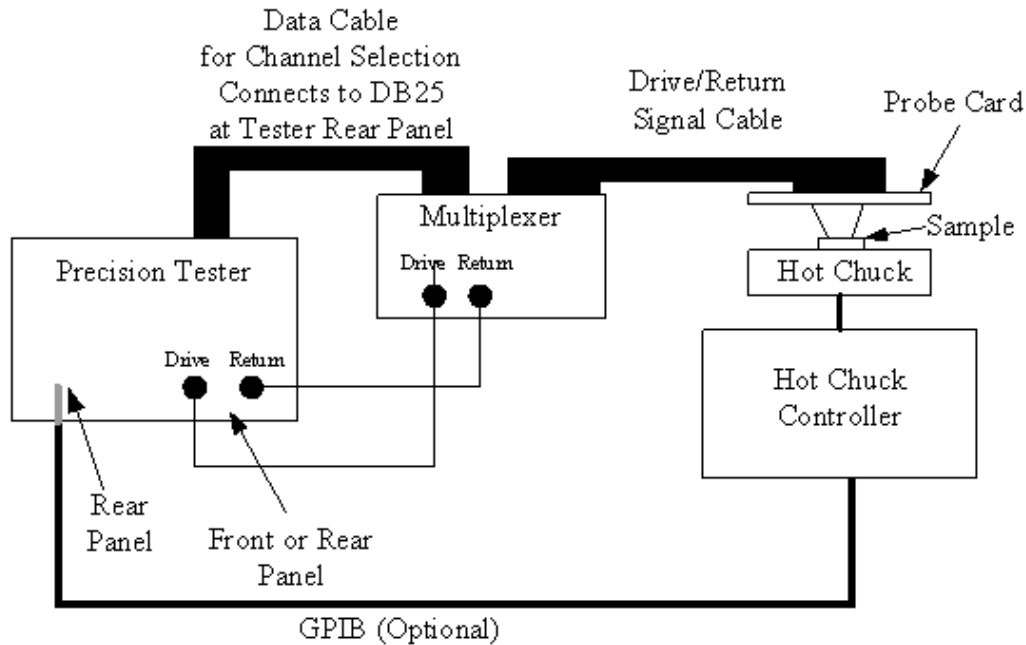 Data Cable
for Channel Selection
Connects to DB25
at Tester Rear Panel
Drive/Return
Signal Cable
Probe Card
Multiplexer
Sample
Drive Return
Hot Chuck
Precision Tester
Drive Return
Hot Chuck
Controller
Rear
Panel
Front or Rear
Panel
GPIB (Optional)